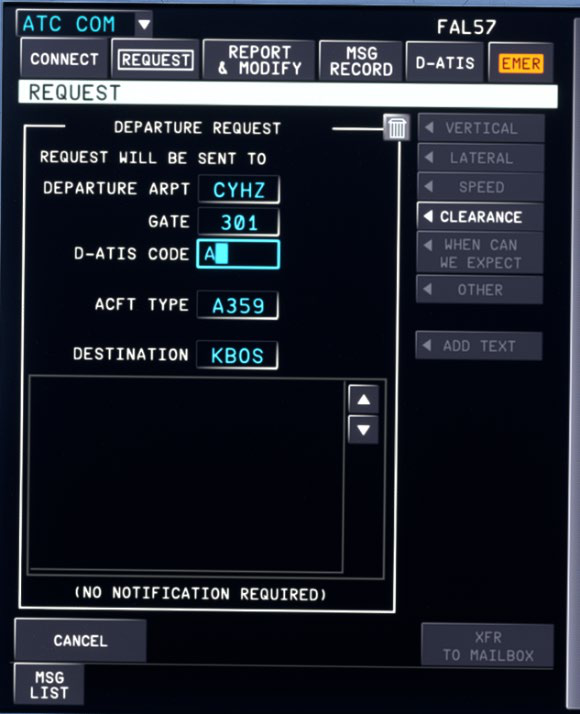 ATC COM
FAL57
CONNECT
REQUEST
REPORT
& MODIFY
MSG
RECORD
D-ATIS
EMER
REQUEST
DEPARTURE REQUEST
REQUEST WILL BE SENT TO
DEPARTURE ARPT CYHZ
GATE 301
D-ATIS CODE A
ACFT TYPE A359
DESTINATION KBOS
(NO NOTIFICATION REQUIRED)
VERTICAL
LATERAL
SPEED
CLEARANCE
WHEN CAN
WE EXPECT
OTHER
ADD TEXT
CANCEL
XFR
TO MAILBOX
MSG
LIST